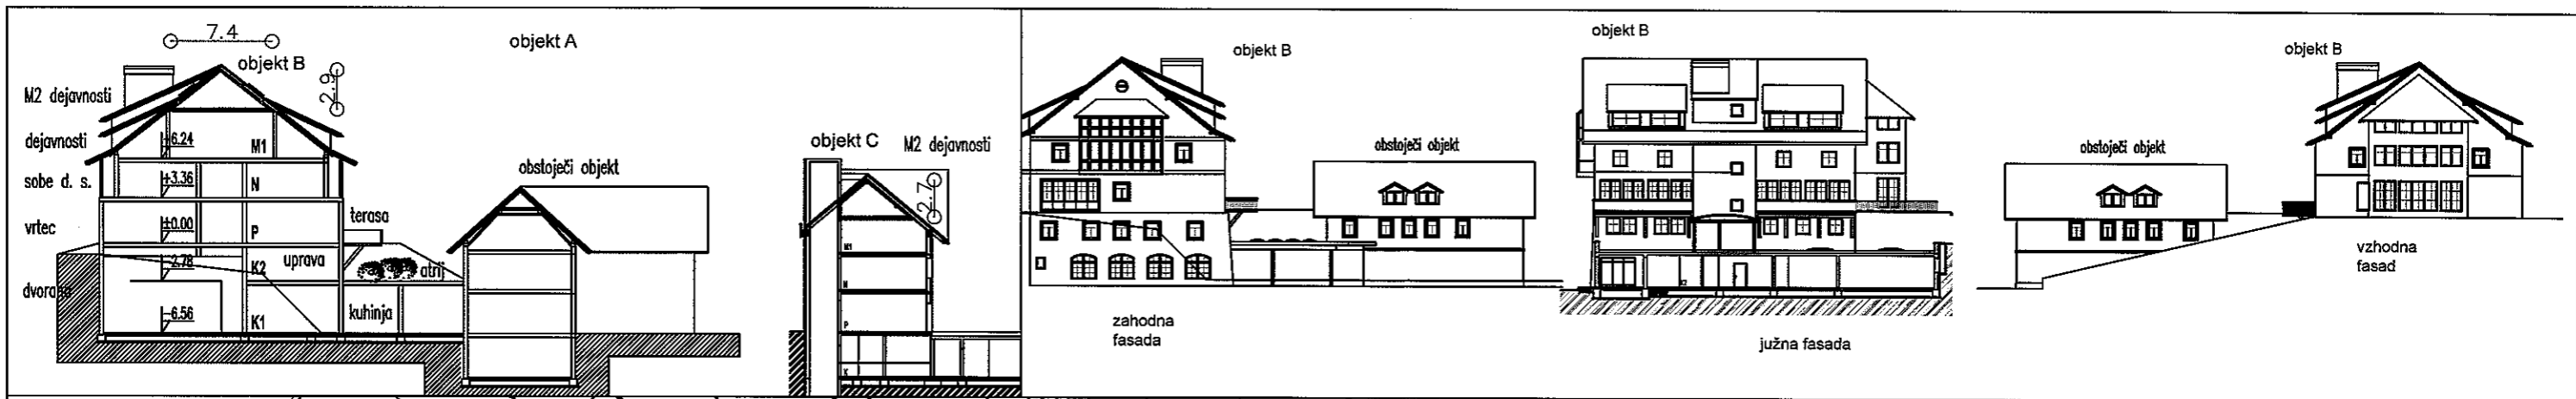 7.4
objekt A
objekt B
2.9
M2 dejavnosti
dejavnosti
+6.24
M1
sobe d. s.
+3.36
N
vrtec
±0.00
P
terasa
uprava
-2.78
K2
atrij
dvorana
-6.56
K1
kuhinja
obstoječi objekt
objekt C
M2 dejavnosti
2.7
M1
N
P
K
objekt B
obstoječi objekt
zahodna
fasada
objekt B
K2
južna fasada
objekt B
obstoječi objekt
vzhodna
fasad